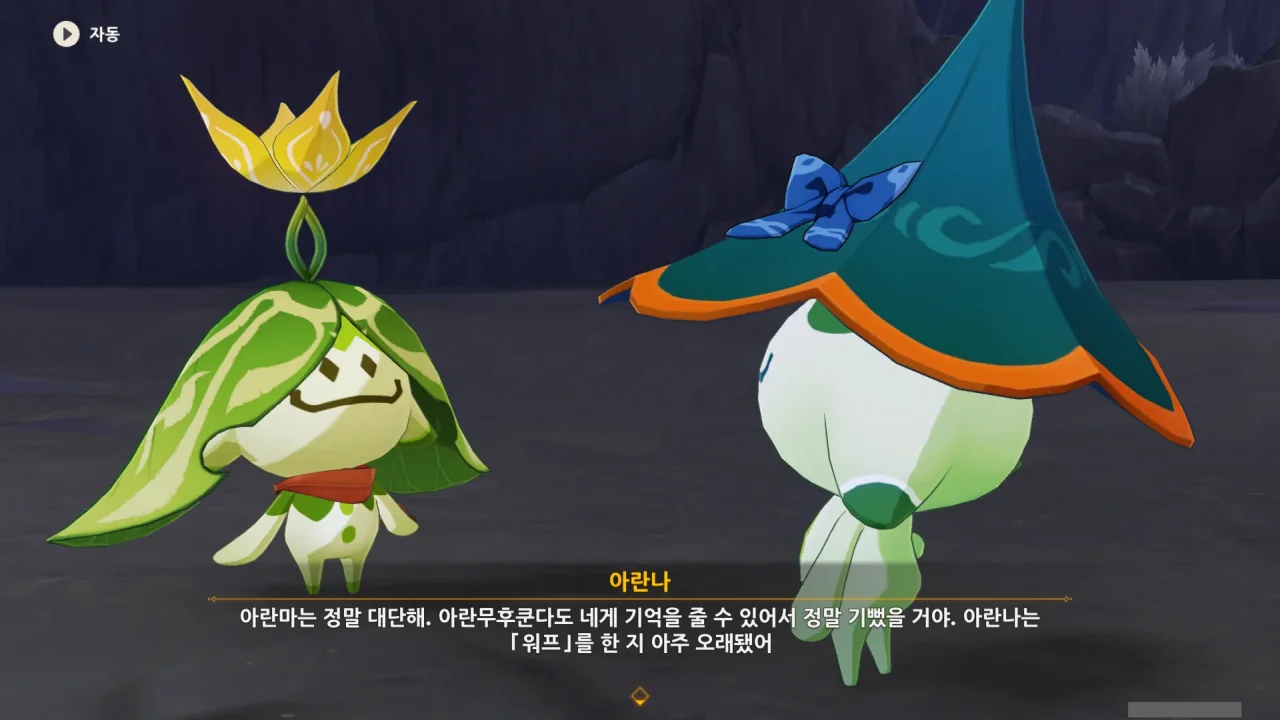 자동
아란나
아란마는 정말 대단해. 아란무후쿤다도 네게 기억을 줄 수 있어서 정말 기뻤을 거야. 아란나는
「워프」를 한 지 아주 오래됐어